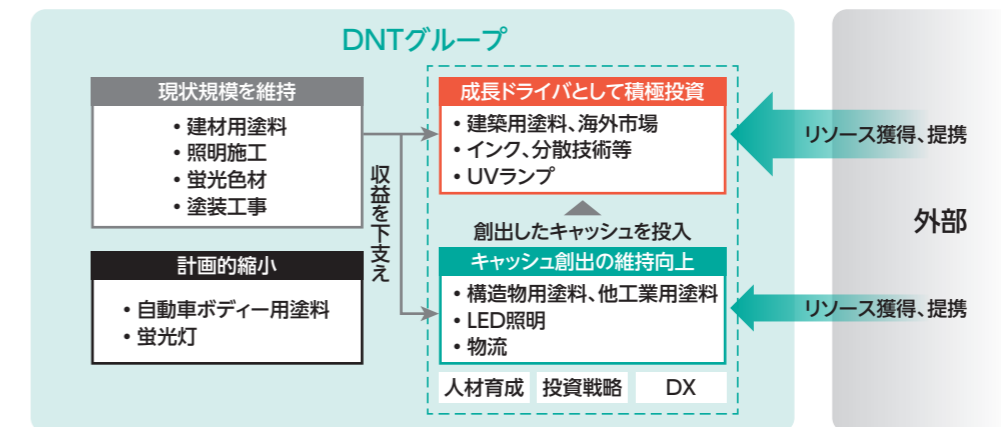 DNTグループ
現状規模を維持
・建材用塗料
・照明施工
・蛍光色材
・塗装工事
計画的縮小
・自動車ボディー用塗料
・蛍光灯
収益を下支え
成長ドライバとして積極投資
・建築用塗料、海外市場
・インク、分散技術等
・UVランプ
創出したキャッシュを投入
キャッシュ創出の維持向上
・構造物用塗料、他工業用塗料
・LED照明
・物流
人材育成
投資戦略
DX
リソース獲得、提携
外部
リソース獲得、提携